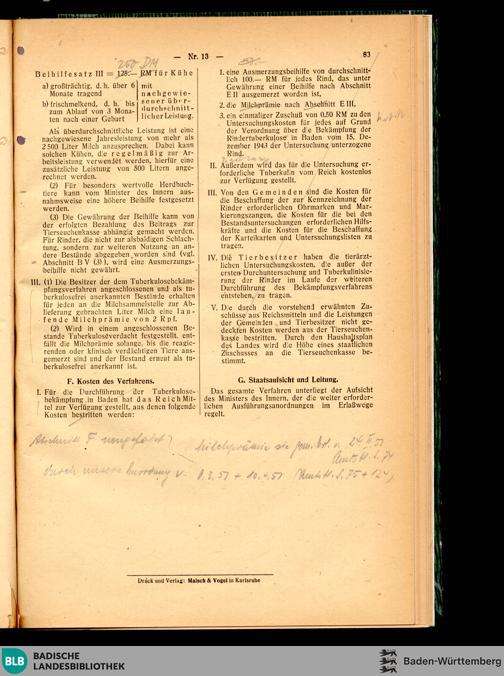 — Nr. 13 —
83
250 DM
Beihilfesatz III = 125.— RM für Kühe
a) großträchtig, d. h. über 6 Monate tragend
b) frischmelkend, d. h. bis zum Ablauf von 3 Monaten nach einer Geburt
mit
nachgewiesener überdurchschnittlicher Leistung.
Als überdurchschnittliche Leistung ist eine
nachgewiesene Jahresleistung von mehr als
2500 Liter Milch anzusprechen. Dabei kann
solchen Kühen, die regelmäßig zur Arbeitsleistung
verwendet werden, hierfür eine
zusätzliche Leistung von 800 Litern angerechnet
werden.
(2) Für besonders wertvolle Herdbuchtiere
kann vom Minister des Innern ausnahmsweise
eine höhere Beihilfe festgesetzt
werden.
(3) Die Gewährung der Beihilfe kann von
der erfolgten Bezahlung des Beitrags zur
Tierseuchenkasse abhängig gemacht werden.
Für Rinder, die nicht zur alsbaldigen Schlachtung,
sondern zur weiteren Nutzung an andere
Bestände abgegeben worden sind (vgl.
Abschnitt B V (3)), wird eine Ausmerzungsbeihilfe
nicht gewährt.
III. (1) Die Besitzer der dem Tuberkulosebekämpfungsverfahren
angeschlossenen und als tuberkulosefrei
anerkannten Bestände erhalten
für jeden an die Milchsammelstelle zur Ablieferung
gebrachten Liter Milch eine laufende
Milchprämie von 2 Rpf.
(2) Wird in einem angeschlossenen Bestande
Tuberkuloseverdacht festgestellt, entfällt
die Milchprämie solange, bis die reagierenden
oder klinisch verdächtigen Tiere ausgemerzt
sind und der Bestand erneut als tuberkulosefrei
anerkannt ist.
F. Kosten des Verfahrens.
I. Für die Durchführung der Tuberkulosebekämpfung
in Baden hat das Reich Mittel
zur Verfügung gestellt, aus denen folgende
Kosten bestritten werden:
1. eine Ausmerzungsbeihilfe von durchschnittlich
100.— RM für jedes Rind, das unter
Gewährung einer Beihilfe nach Abschnitt
E II ausgemerzt worden ist,
2. die Milchprämie nach Abschnitt E III,
3. ein einmaliger Zuschuß von 0.50 RM zu den
Untersuchungskosten für jedes auf Grund
der Verordnung über die Bekämpfung der
Rindertuberkulose in Baden vom 15. Dezember
1943 der Untersuchung unterzogene
Rind.
II. Außerdem wird das für die Untersuchung erforderliche
Tuberkulin vom Reich kostenlos
zur Verfügung gestellt.
III. Von den Gemeinden sind die Kosten für
die Beschaffung der zur Kennzeichnung der
Rinder erforderlichen Ohrmarken und Markierungszangen,
die Kosten für die bei den
Bestandsuntersuchungen erforderlichen Hilfskräfte
und die Kosten für die Beschaffung
der Karteikarten und Untersuchungslisten zu
tragen.
IV. Die Tierbesitzer haben die tierärztlichen
Untersuchungskosten, die außer der
ersten Durchuntersuchung und Tuberkulinisierung
der Rinder im Laufe der weiteren
Durchführung des Bekämpfungsverfahrens
entstehen, zu tragen.
V. Die durch die vorstehend erwähnten Zuschüsse
aus Reichsmitteln und die Leistungen
der Gemeinden und Tierbesitzer nicht gedeckten
Kosten werden aus der Tierseuchenkasse
bestritten. Durch den Haushaltsplan
des Landes wird die Höhe eines staatlichen
Zuschusses an die Tierseuchenkasse bestimmt.
G. Staatsaufsicht und Leitung.
Das gesamte Verfahren unterliegt der Aufsicht
des Ministers des Innern, der die weiter erforderlichen
Ausführungsanordnungen im Erlaßwege
regelt.
Abschnitt F
Milchprämie
durch unsere Anordnung v. 8.3.51 + 10.4.51
Druck und Verlag: Malsch & Vogel in Karlsruhe
BLB BADISCHE
LANDESBIBLIOTHEK
Baden-Württemberg